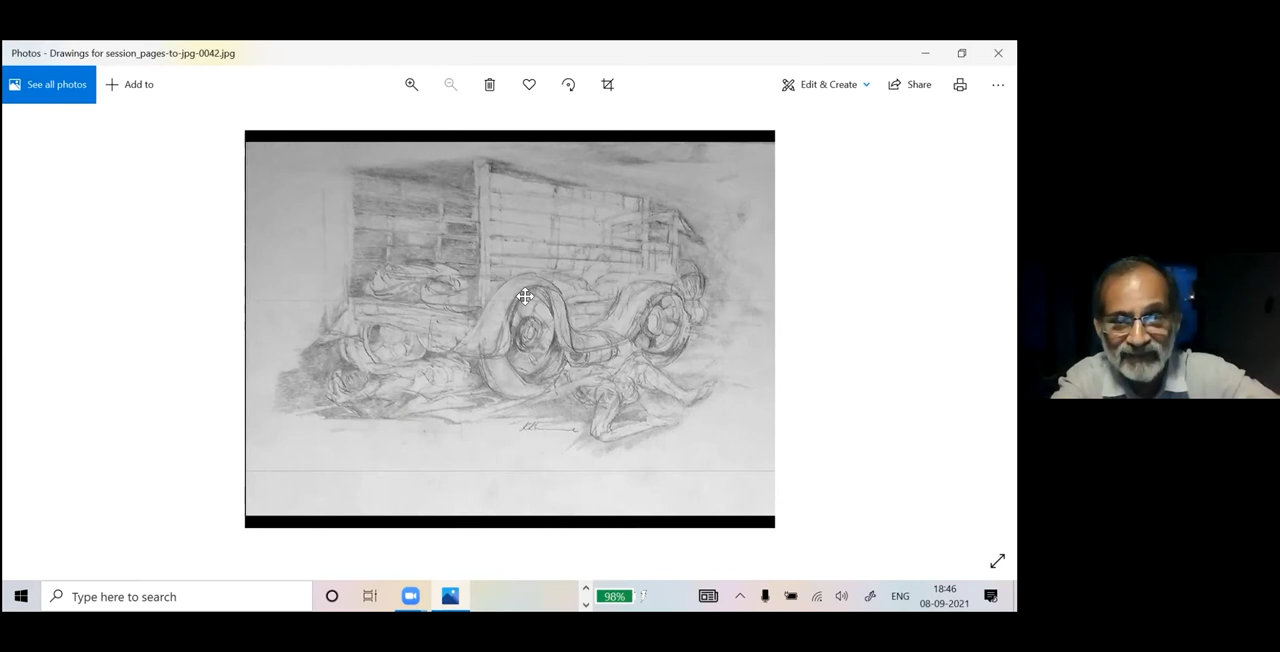 Photos - Drawings for session_pages-to-jpg-0042.jpg
See all photos
Add to
Edit & Create
Share
Type here to search
98%
ENG
18:46
08-09-2021